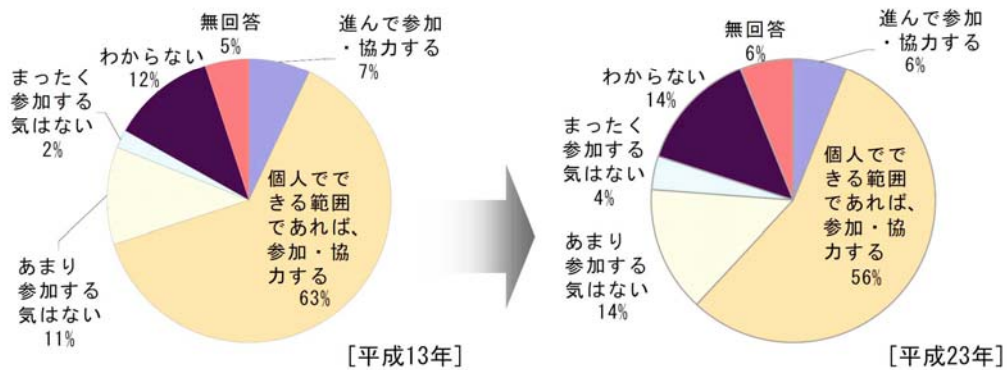 無回答
5%
進んで参加
・協力する
7%
わからない
12%
まったく
参加する
気はない
2%
個人 でで
きる範囲
であれば、
参加・協
力する
63%
あまり
参加する
気はない
11%
[平成13年]
無回答
6%
進んで参加
・協力する
6%
わからない
14%
まったく
参加する
気はない
4%
個人 でで
きる範囲
であれば、
参加・協
力する
56%
あまり
参加する
気はない
14%
[平成23年]